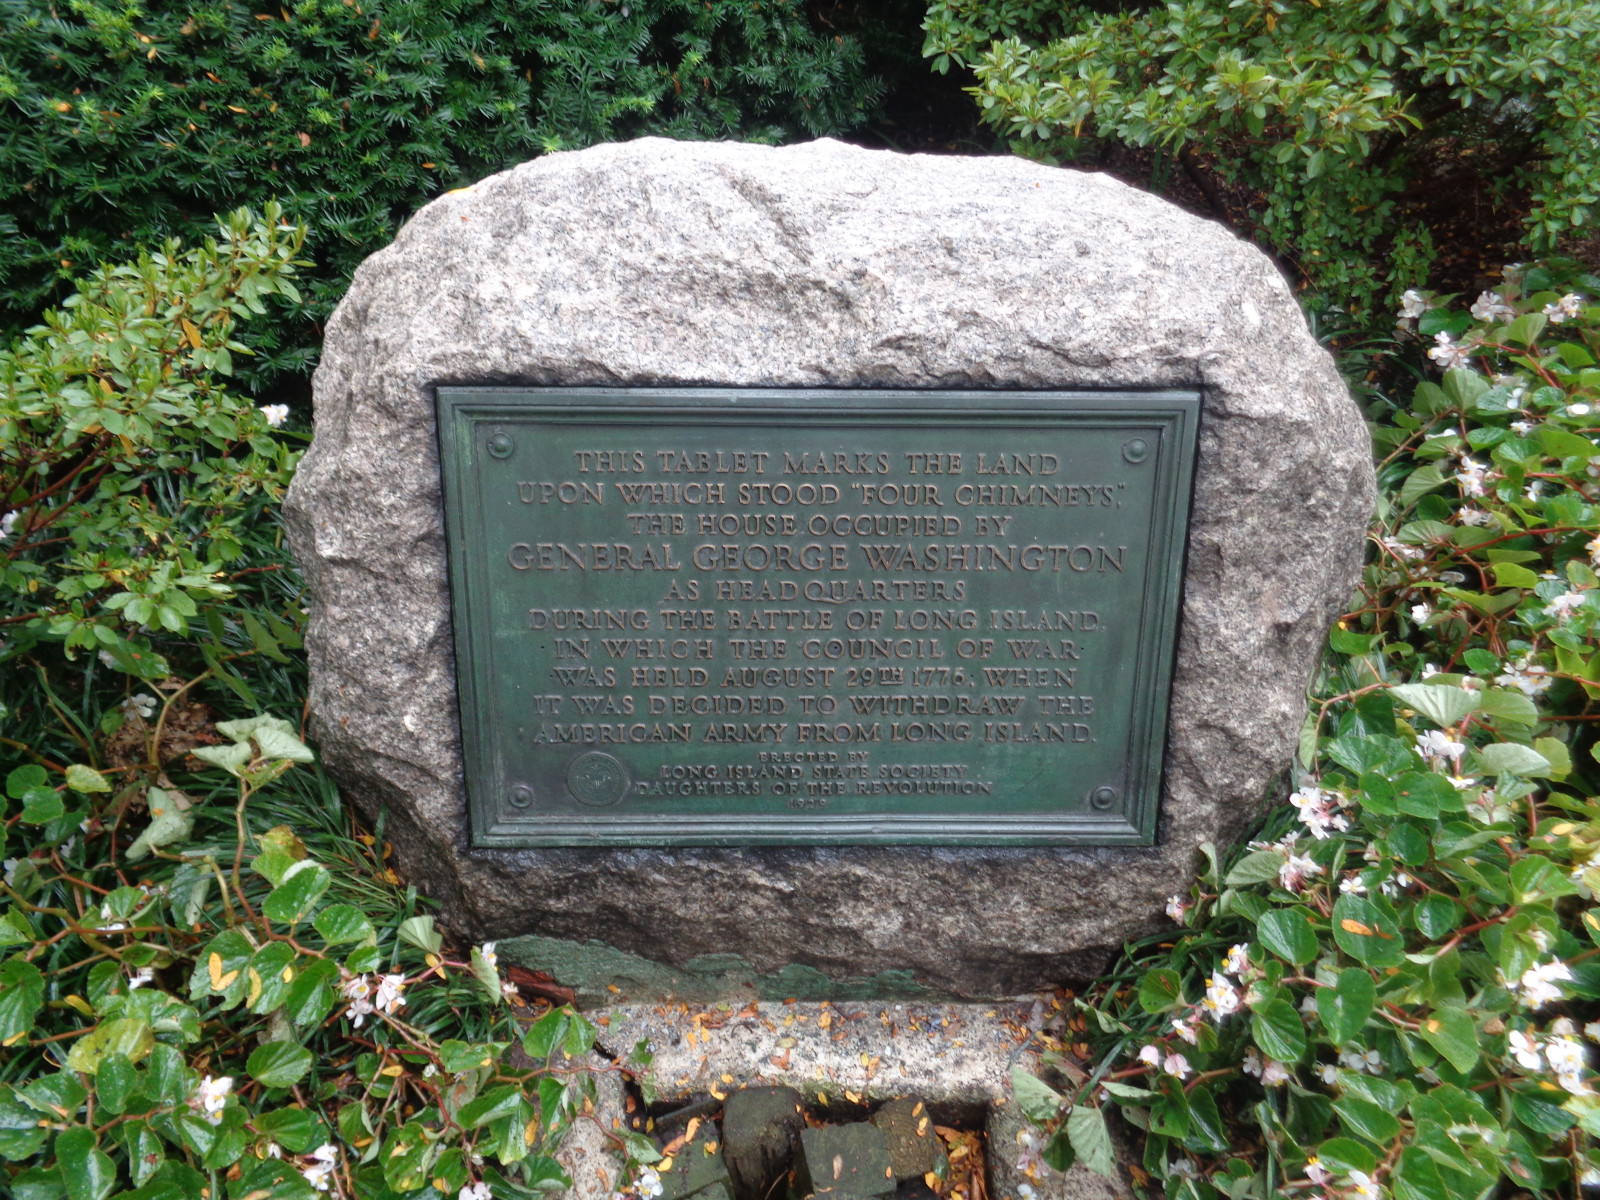 THIS TABLET MARKS THE LAND
UPON WHICH STOOD "FOUR CHIMNEYS,"
THE HOUSE OCCUPIED BY
GENERAL GEORGE WASHINGTON
AS HEADQUARTERS
DURING THE BATTLE OF LONG ISLAND,
IN WHICH THE COUNCIL OF WAR
WAS HELD AUGUST 29TH 1776, WHEN
IT WAS DECIDED TO WITHDRAW THE
AMERICAN ARMY FROM LONG ISLAND.
ERECTED BY
LONG ISLAND STATE SOCIETY
DAUGHTERS OF THE REVOLUTION
1929